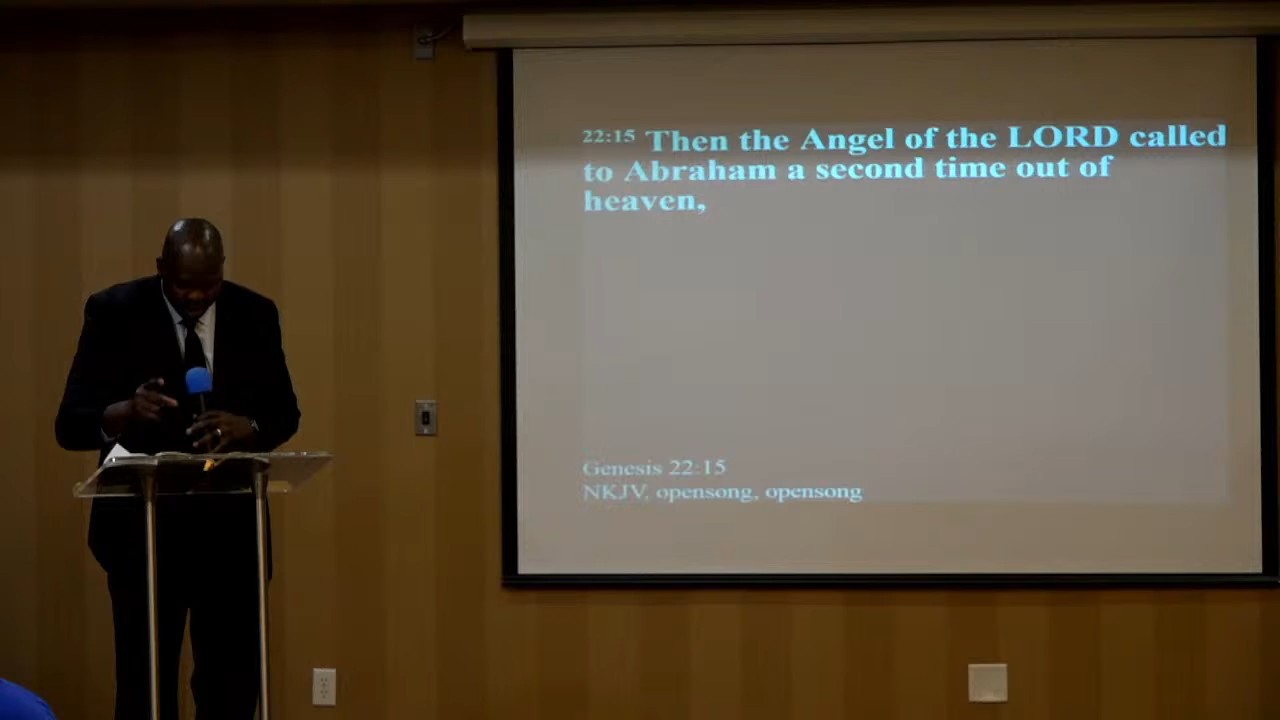 22:15 Then the Angel of the LORD called
to Abraham a second time out of
heaven,
Genesis 22:15
NKJV, opensong, opensong